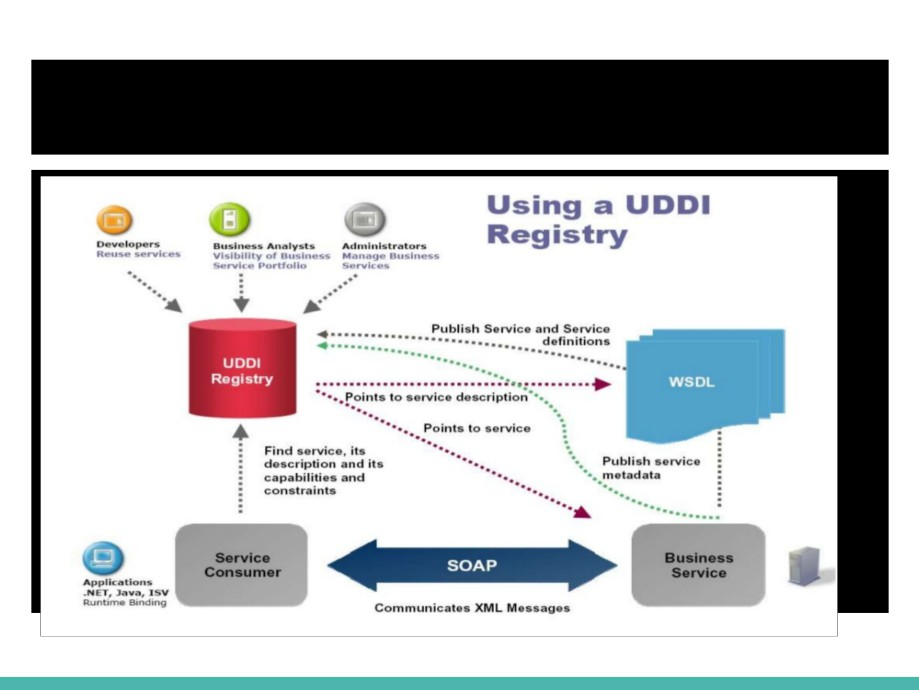 Using a UDDI
Registry
Developers
Reuse services
Business Analysts
Visibility of Business
Service Portfolio
Administrators
Manage Business
Services
UDDI
Registry
Publish Service and Service
definitions
WSDL
Points to service description
Points to service
Find service, its
description and its
capabilities and
constraints
Publish service
metadata
Applications
.NET, Java, ISV
Runtime Binding
Service
Consumer
SOAP
Communicates XML Messages
Business
Service